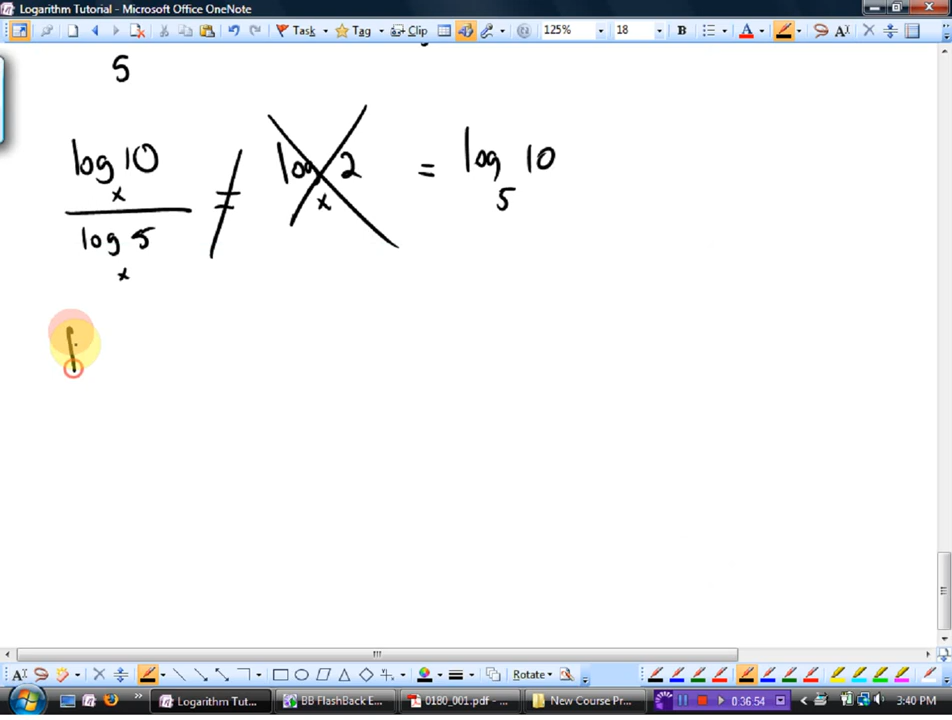 Logarithm Tutorial - Microsoft Office OneNote
Task Tag Clip 125% 18 B A A
5
log x 10 / log x 5 ≠ log x 2 = log 5 10
A Rotate
Logarithm Tutor... BB FlashBack E... 0180_001.pdf - ... New Course Pr... 0:36:54 3:40 PM